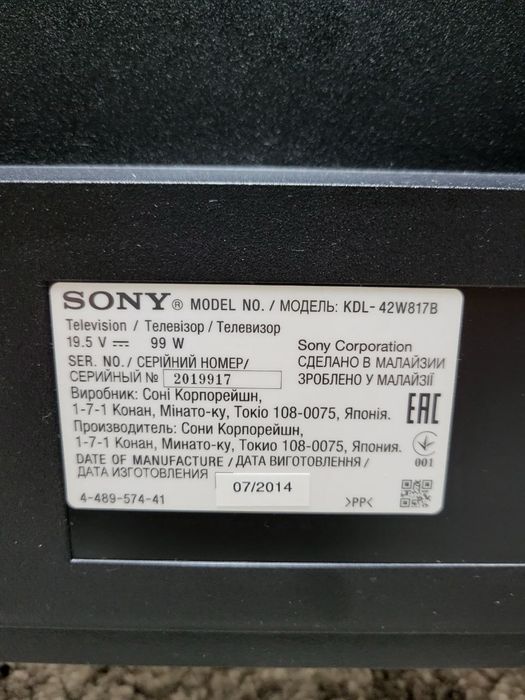 SONY® MODEL NO. / МОДЕЛЬ: KDL- 42W817B
Television / Телевізор / Телевизор
19.5 V ⎓ 99 W
Sony Corporation
SER. NO./ СЕРІЙНИЙ НОМЕР/
СДЕЛАНО В МАЛАЙЗИИ
СЕРИЙНЫЙ № 2019917
ЗРОБЛЕНО У МАЛАЙЗІЇ
Виробник: Соні Корпорейшн,
1-7-1 Конан, Мінато-ку, Токіо 108-0075, Японія.
EAC
Производитель: Сони Корпорейшн,
1-7-1 Конан, Минато-ку, Токио 108-0075, Япония.
001
DATE OF MANUFACTURE / ДАТА ВИГОТОВЛЕННЯ /
ДАТА ИЗГОТОВЛЕНИЯ
07/2014
4-489-574-41
>PP<